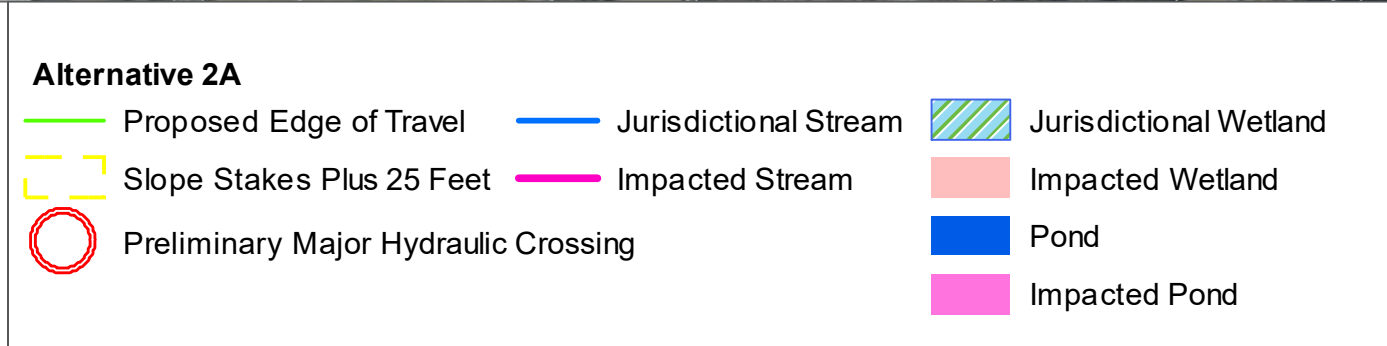 Alternative 2A
Proposed Edge of Travel
Slope Stakes Plus 25 Feet
Preliminary Major Hydraulic Crossing
Jurisdictional Stream
Impacted Stream
Jurisdictional Wetland
Impacted Wetland
Pond
Impacted Pond